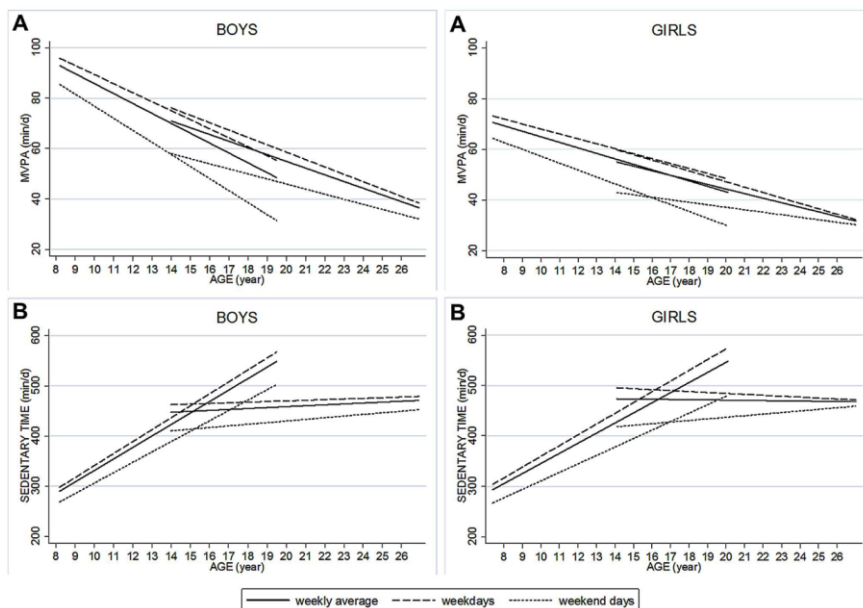 A
BOYS
MVPA (min/d)
100
80
60
40
20
8 9 10 11 12 13 14 15 16 17 18 19 20 21 22 23 24 25 26
AGE (year)
A
GIRLS
MVPA (min/d)
100
80
60
40
20
8 9 10 11 12 13 14 15 16 17 18 19 20 21 22 23 24 25 26
AGE (year)
B
BOYS
SEDENTARY TIME (min/d)
600
500
400
300
200
8 9 10 11 12 13 14 15 16 17 18 19 20 21 22 23 24 25 26
AGE (year)
B
GIRLS
SEDENTARY TIME (min/d)
600
500
400
300
200
8 9 10 11 12 13 14 15 16 17 18 19 20 21 22 23 24 25 26
AGE (year)
weekly average weekdays weekend days